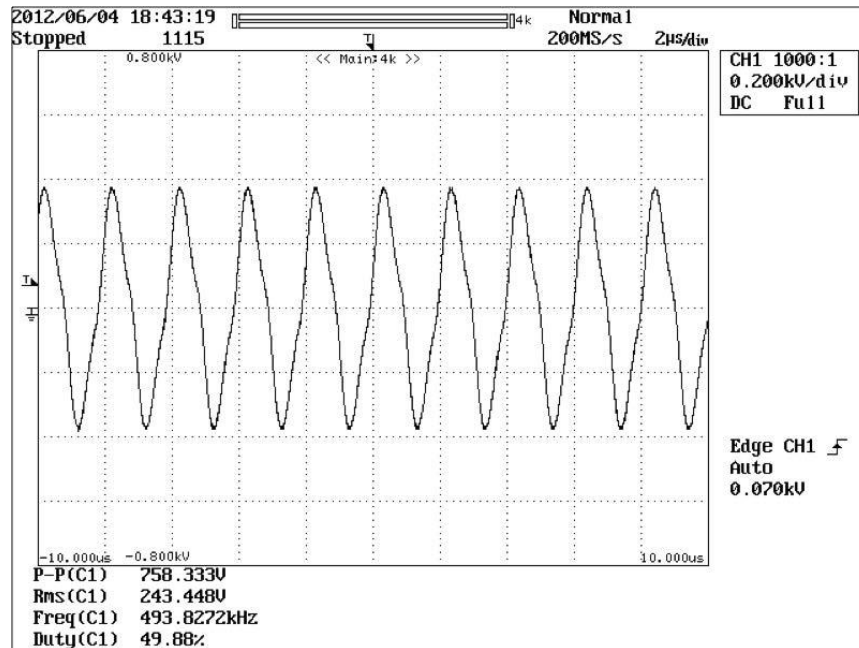 2012/06/04 18:43:19 4k Normal
Stopped 1115 T 200MS/s 2μs/div
0.800kV << Main:4k >>
CH1 1000:1
0.200kV/div
DC Full
T
Edge CH1
Auto
0.070kV
-10.000us -0.800kV 10.000us
P-P(C1) 758.333V
Rms(C1) 243.448V
Freq(C1) 493.8272kHz
Duty(C1) 49.88%